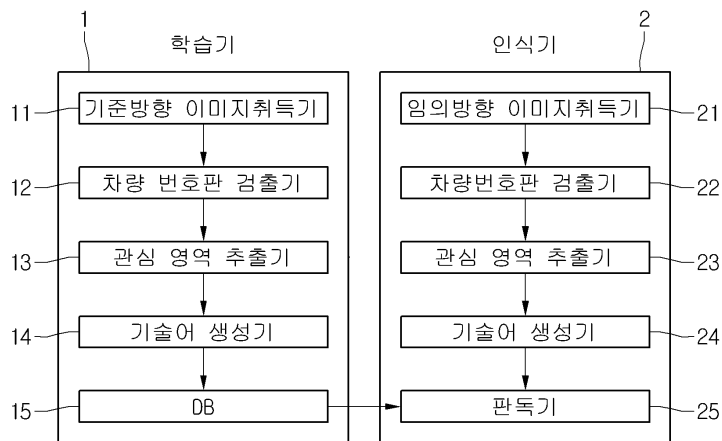 1
학습기
11
기준방향 이미지취득기
12
차량 번호판 검출기
13
관심 영역 추출기
14
기술어 생성기
15
DB
2
인식기
임의방향 이미지취득기
21
차량번호판 검출기
22
관심 영역 추출기
23
기술어 생성기
24
판독기
25